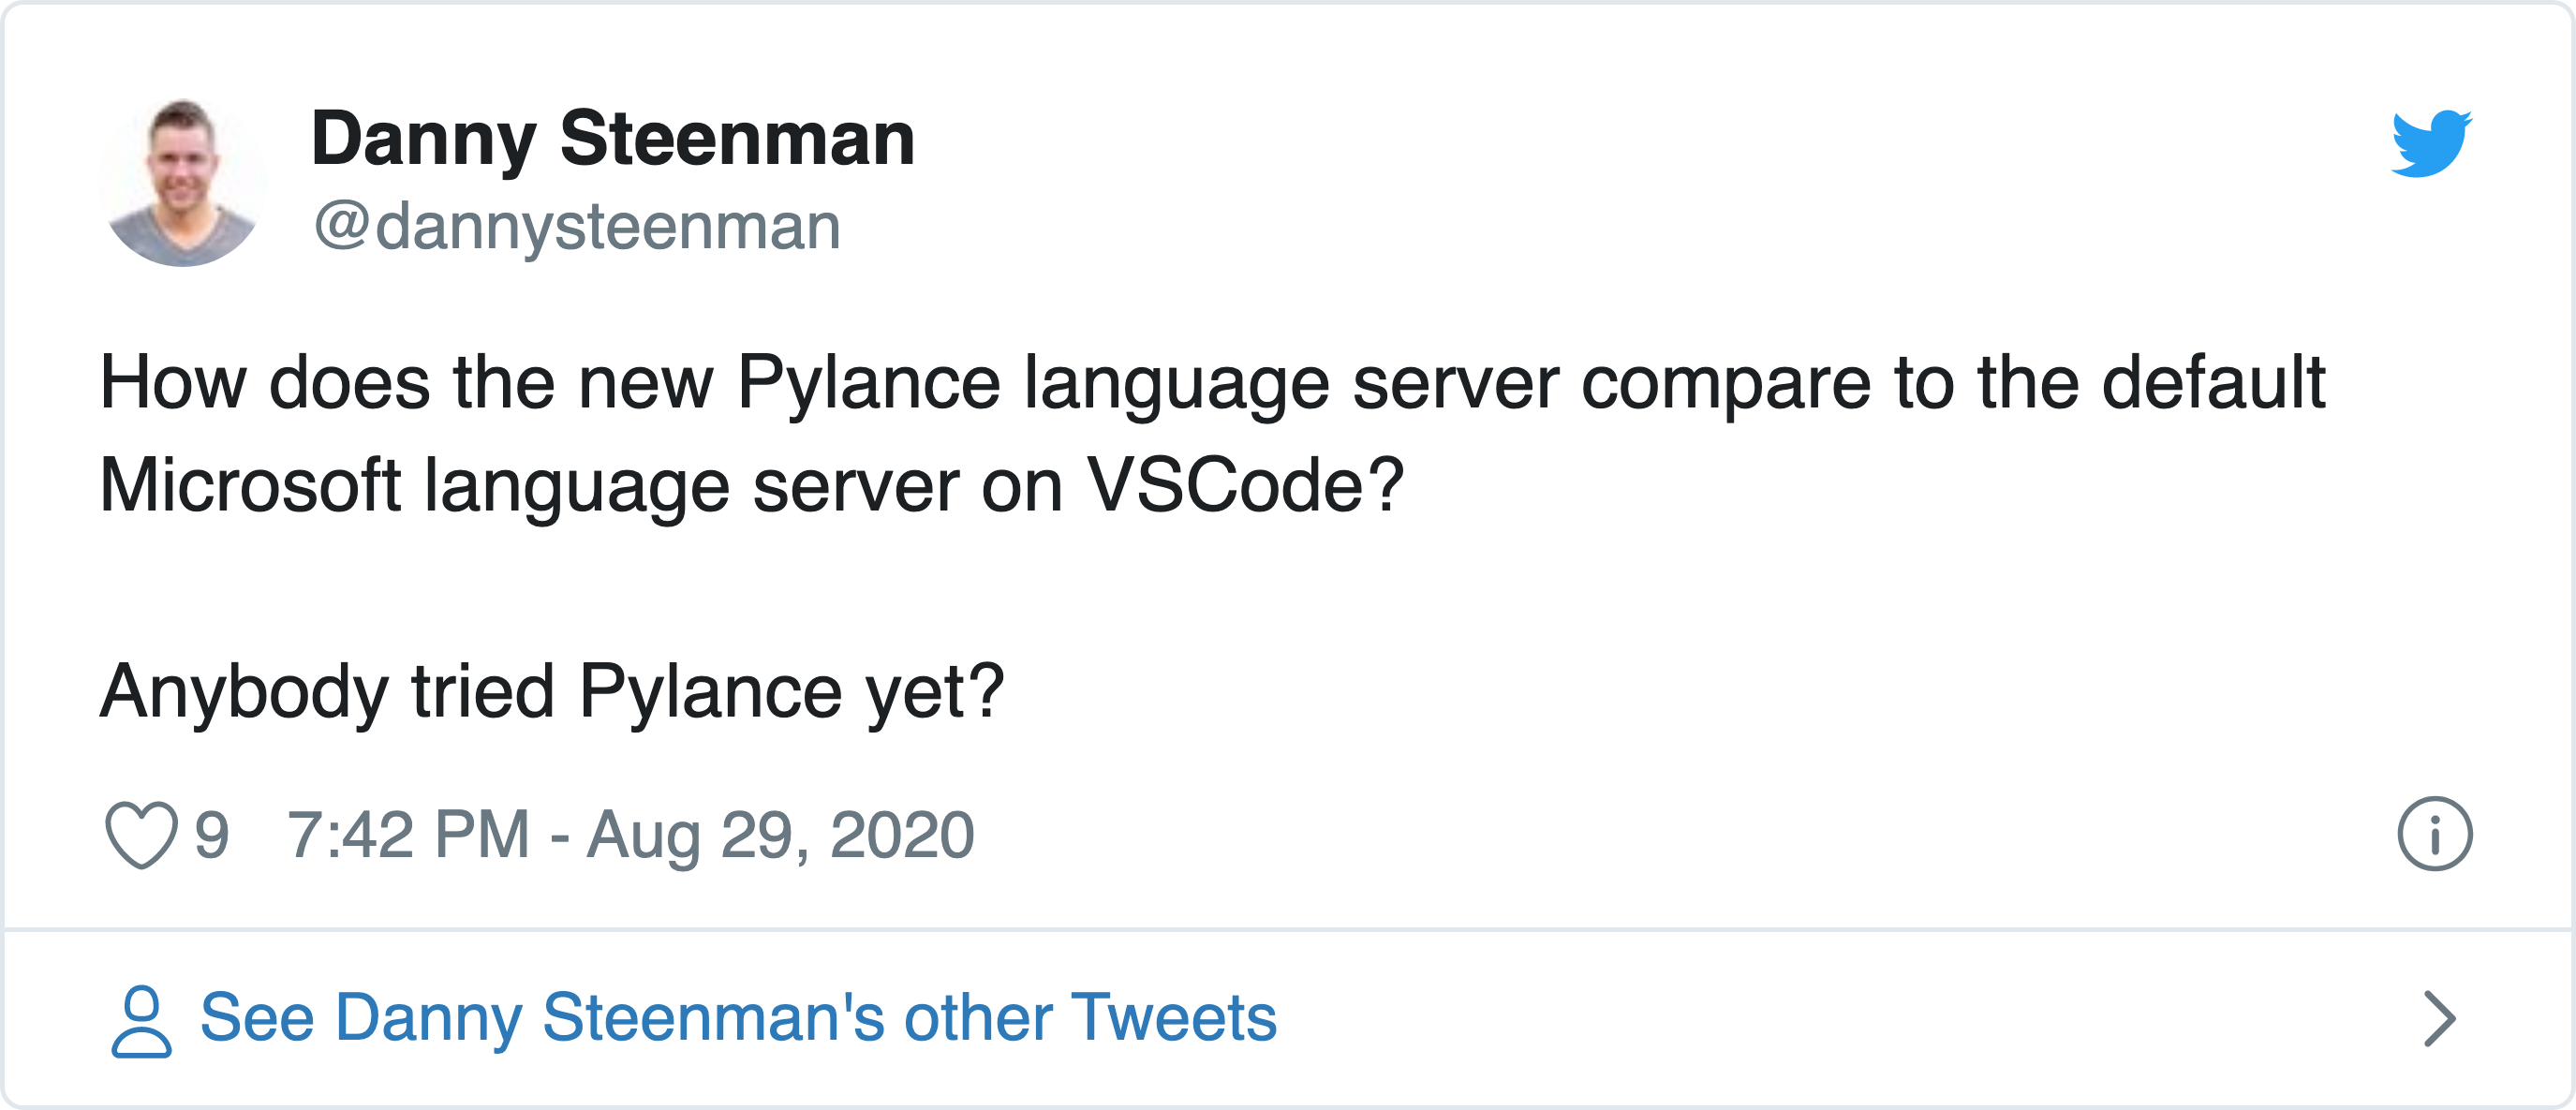 Danny Steenman
@dannysteenman
How does the new Pylance language server compare to the default
Microsoft language server on VSCode?
Anybody tried Pylance yet?
9 7:42 PM - Aug 29, 2020
See Danny Steenman's other Tweets